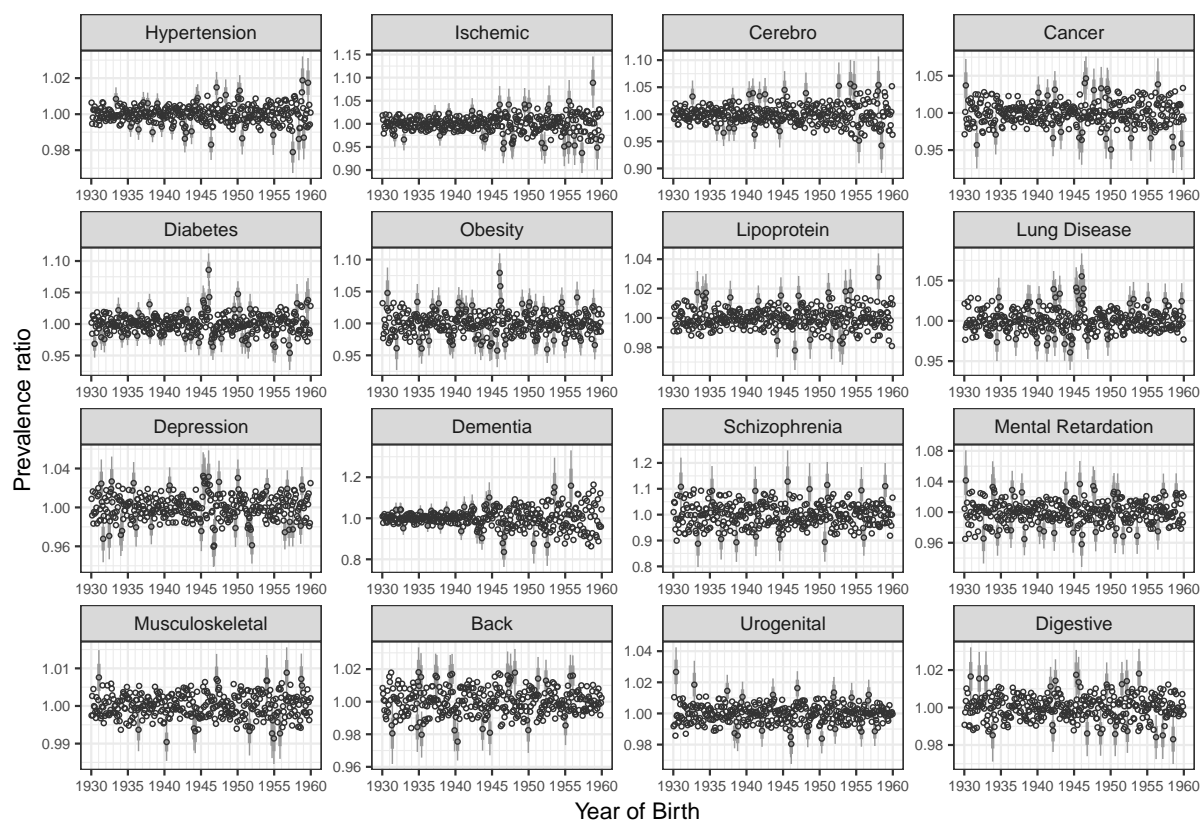 Hypertension Ischemic Cerebro Cancer
1.02 1.00 0.98
1.15 1.10 1.05 1.00 0.95 0.90
1.10 1.05 1.00 0.95 0.90
1.05 1.00 0.95
1930 1935 1940 1945 1950 1955 1960 1930 1935 1940 1945 1950 1955 1960 1930 1935 1940 1945 1950 1955 1960 1930 1935 1940 1945 1950 1955 1960
Diabetes Obesity Lipoprotein Lung Disease
1.10 1.05 1.00 0.95
1.10 1.05 1.00 0.95
1.04 1.02 1.00 0.98
1.05 1.00 0.95
1930 1935 1940 1945 1950 1955 1960 1930 1935 1940 1945 1950 1955 1960 1930 1935 1940 1945 1950 1955 1960 1930 1935 1940 1945 1950 1955 1960
Prevalence ratio
Depression Dementia Schizophrenia Mental Retardation
1.04 1.00 0.96
1.2 1.0 0.8
1.2 1.1 1.0 0.9 0.8
1.08 1.04 1.00 0.96
1930 1935 1940 1945 1950 1955 1960 1930 1935 1940 1945 1950 1955 1960 1930 1935 1940 1945 1950 1955 1960 1930 1935 1940 1945 1950 1955 1960
Musculoskeletal Back Urogenital Digestive
1.01 1.00 0.99
1.02 1.00 0.98 0.96
1.04 1.02 1.00 0.98
1.02 1.00 0.98
1930 1935 1940 1945 1950 1955 1960 1930 1935 1940 1945 1950 1955 1960 1930 1935 1940 1945 1950 1955 1960 1930 1935 1940 1945 1950 1955 1960
Year of Birth